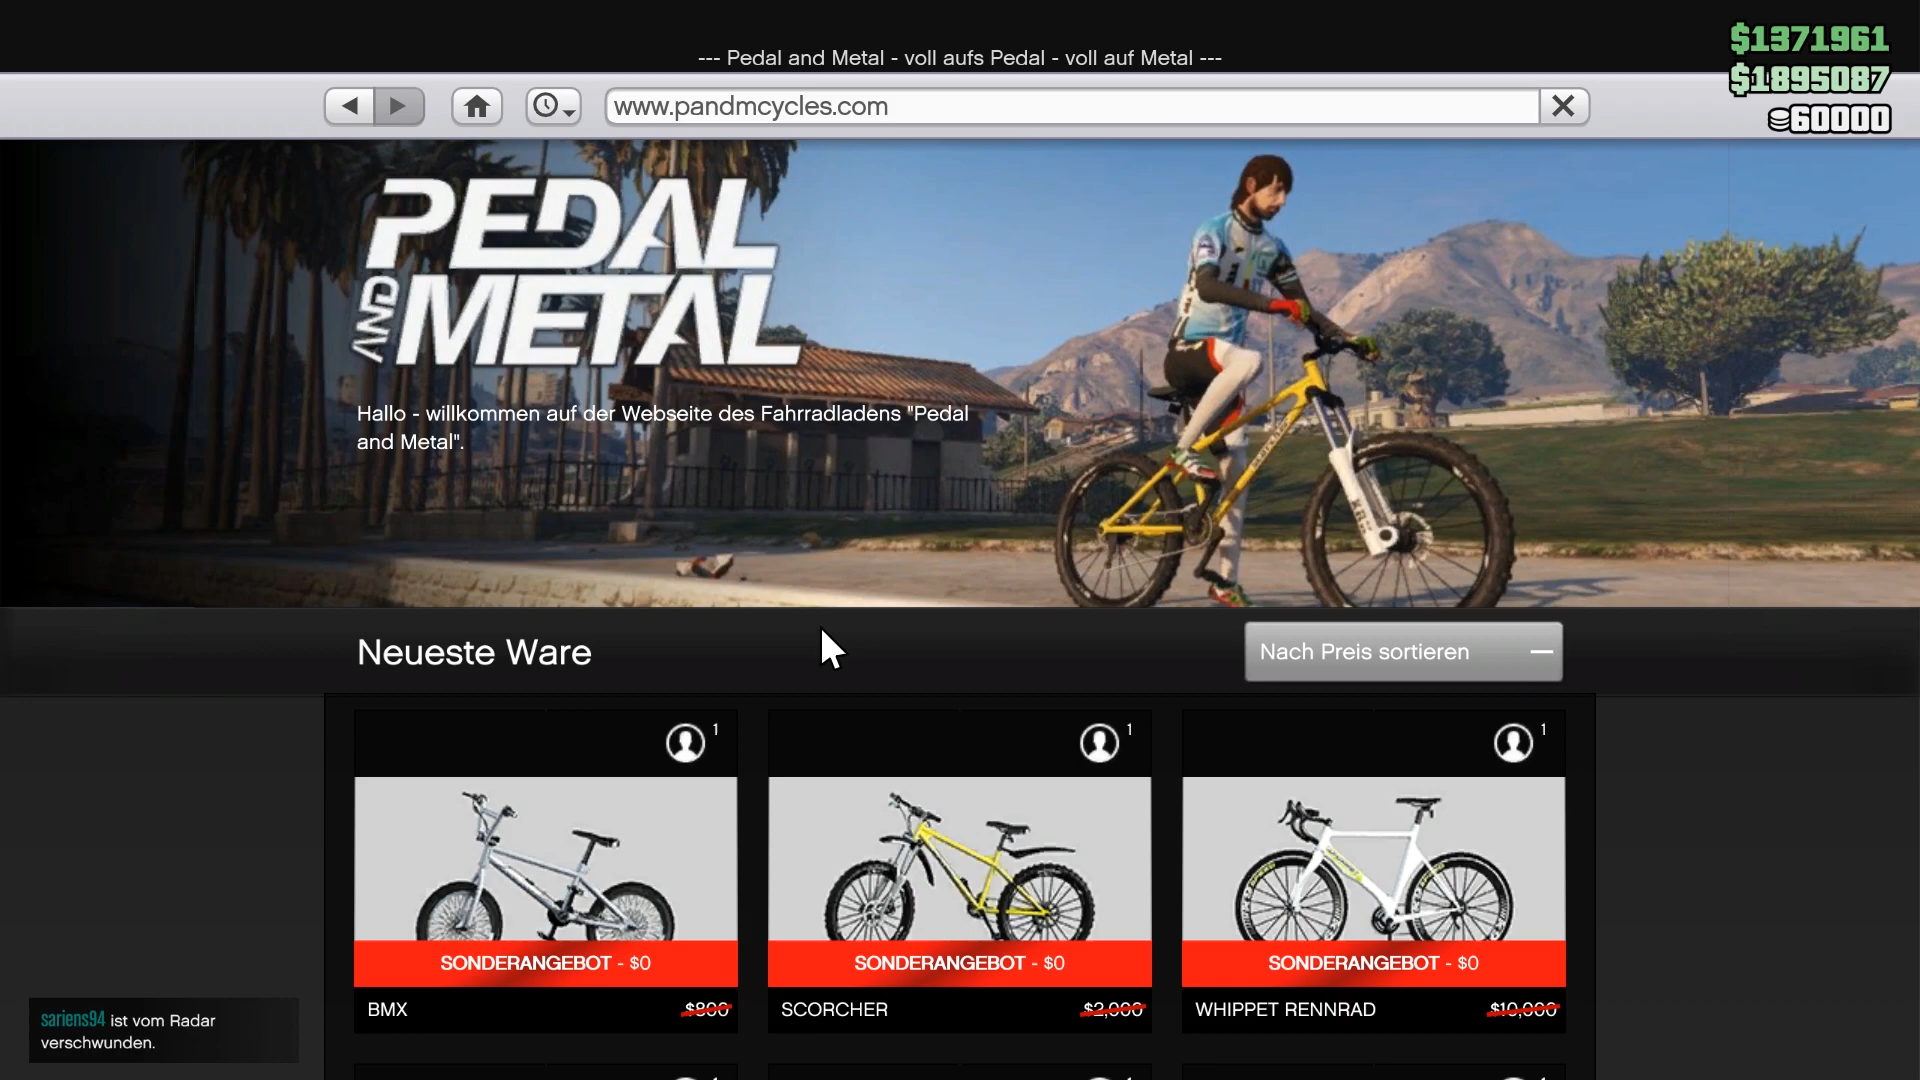 --- Pedal and Metal - voll aufs Pedal - voll auf Metal ---
$1371961
$1895087
60000
www.pandmcycles.com
PEDAL
AND METAL
Hallo - willkommen auf der Webseite des Fahrradladens "Pedal
and Metal".
Neueste Ware
Nach Preis sortieren
1
1
1
SONDERANGEBOT - $0
SONDERANGEBOT - $0
SONDERANGEBOT - $0
BMX
$800
SCORCHER
$2,000
WHIPPET RENNRAD
$10,000
sariens94 ist vom Radar
verschwunden.